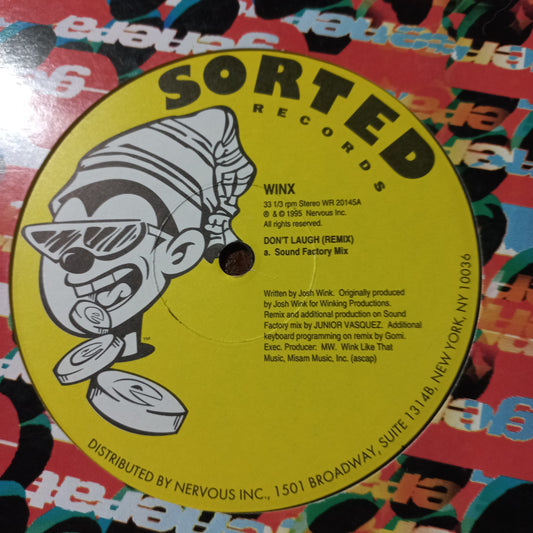 SORTED
RECORDS
WINX
33 1/3 rpm Stereo WR 20145A
℗ & © 1995 Nervous Inc.
All rights reserved.
DON'T LAUGH (REMIX)
a. Sound Factory Mix
Written by Josh Wink. Originally produced
by Josh Wink for Winking Productions.
Remix and additional production on Sound
Factory mix by JUNIOR VASQUEZ. Additional
keyboard programming on remix by Gomi.
Exec. Producer: MW. Wink Like That
Music, Misam Music, Inc. (ascap)
DISTRIBUTED BY NERVOUS INC., 1501 BROADWAY, SUITE 1314B, NEW YORK, NY 10036